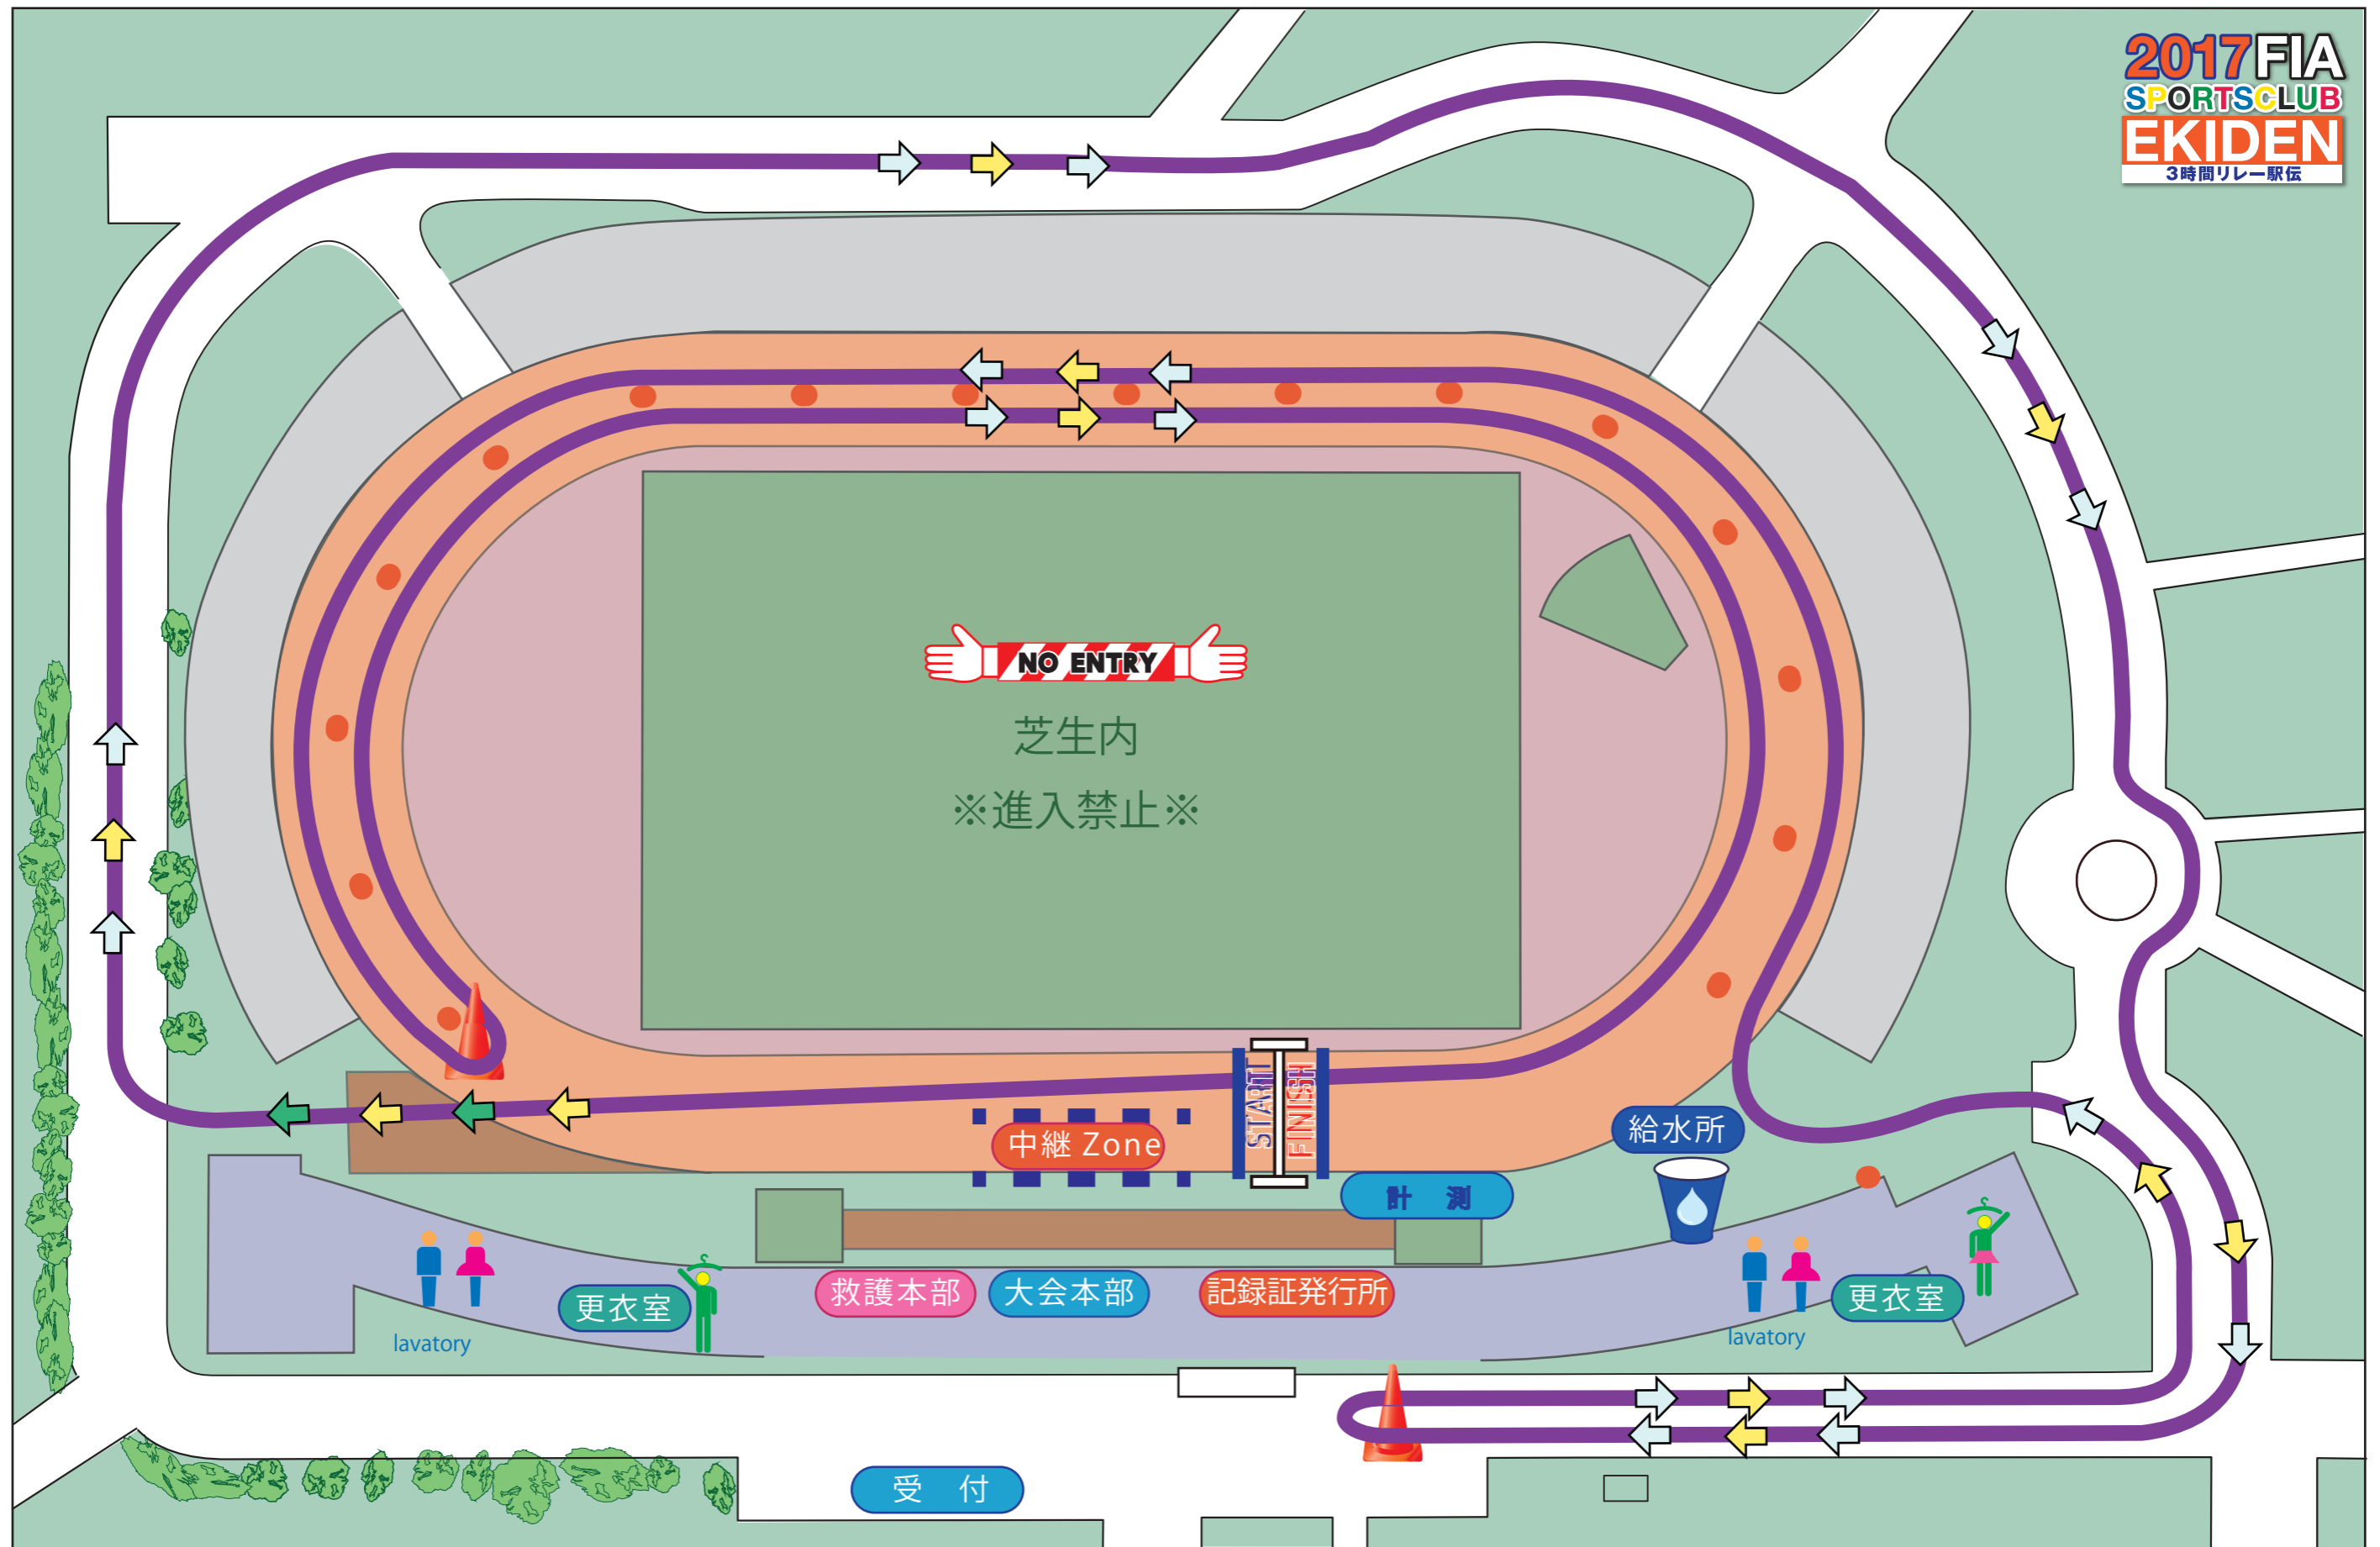 2017 FIA
SPORTSCLUB
EKIDEN
3時間リレー駅伝
NO ENTRY
芝生内
※進入禁止※
START
FINISH
中継 Zone
給水所
計 測
救護本部
大会本部
記録証発行所
更衣室
更衣室
lavatory
lavatory
受 付